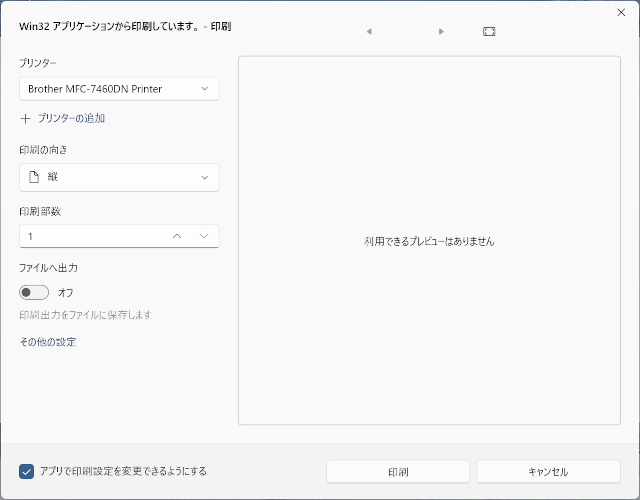 Win32 アプリケーションから印刷しています。 - 印刷
プリンター
Brother MFC-7460DN Printer
プリンターの追加
印刷の向き
縦
印刷部数
1
ファイルへ出力
オフ
印刷出力をファイルに保存します
その他の設定
利用できるプレビューはありません
アプリで印刷設定を変更できるようにする
印刷
キャンセル